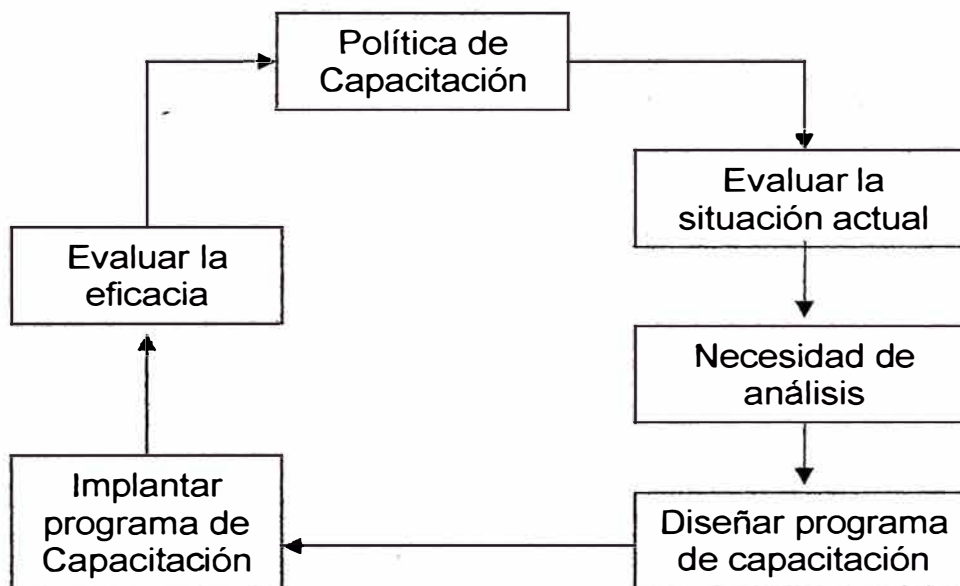 Política de
Capacitación
Evaluar la
situación actual
Necesidad de
análisis
Diseñar programa
de capacitación
Implantar
programa de
Capacitación
Evaluar la
eficacia